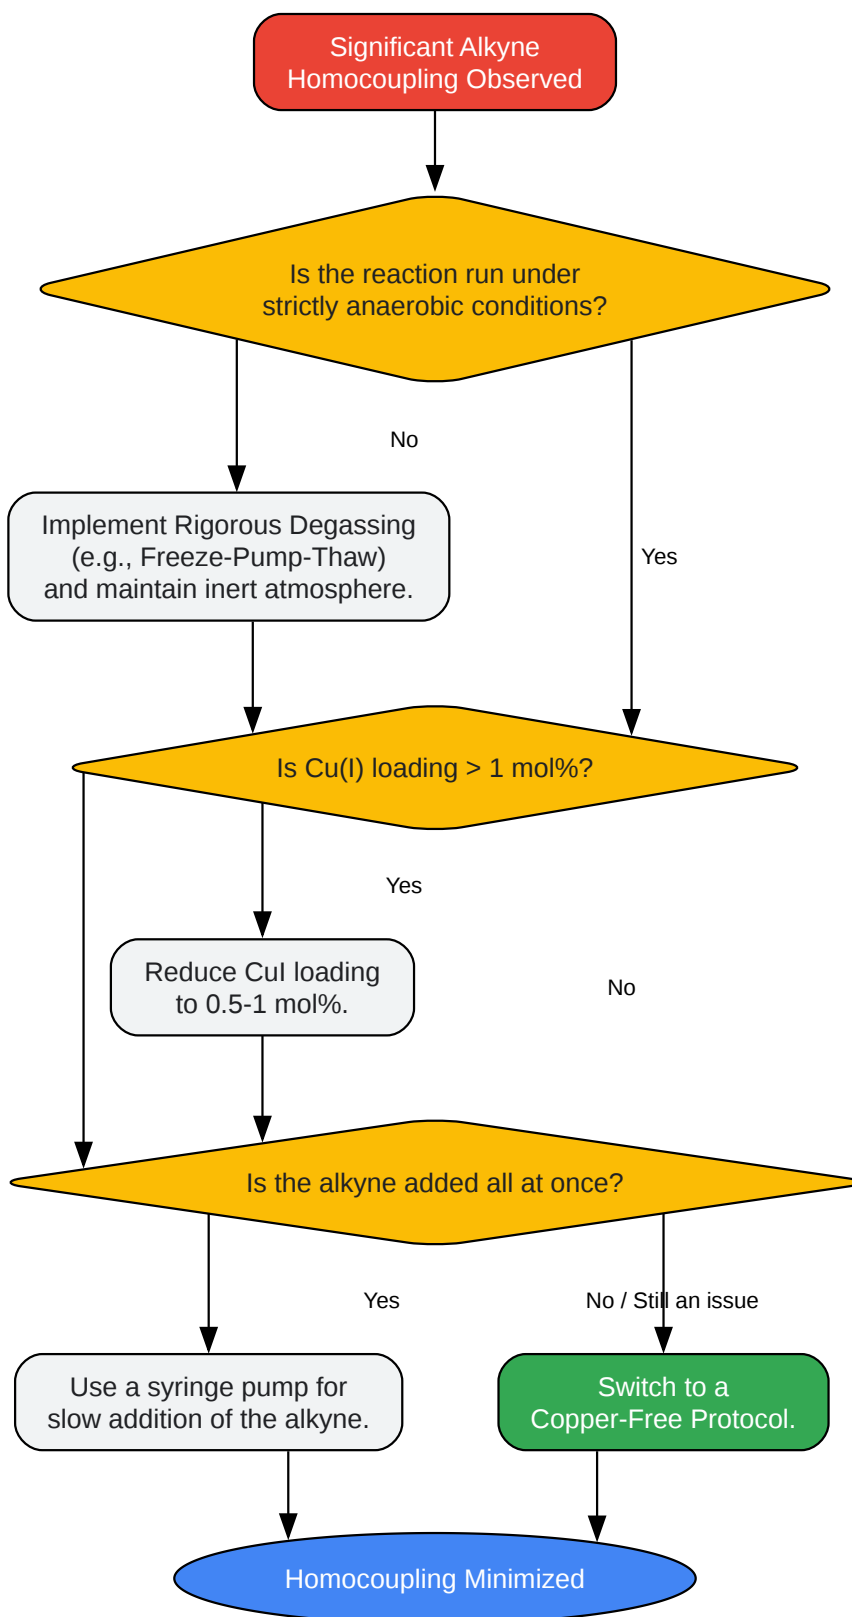 Significant Alkyne
Homocoupling Observed
Is the reaction run under
strictly anaerobic conditions?
No
Implement Rigorous Degassing
(e.g., Freeze-Pump-Thaw)
and maintain inert atmosphere.
Yes
Is Cu(I) loading > 1 mol%?
Yes
Reduce CuI loading
to 0.5-1 mol%.
No
Is the alkyne added all at once?
Yes
No / Still an issue
Use a syringe pump for
slow addition of the alkyne.
Switch to a
Copper-Free Protocol.
Homocoupling Minimized